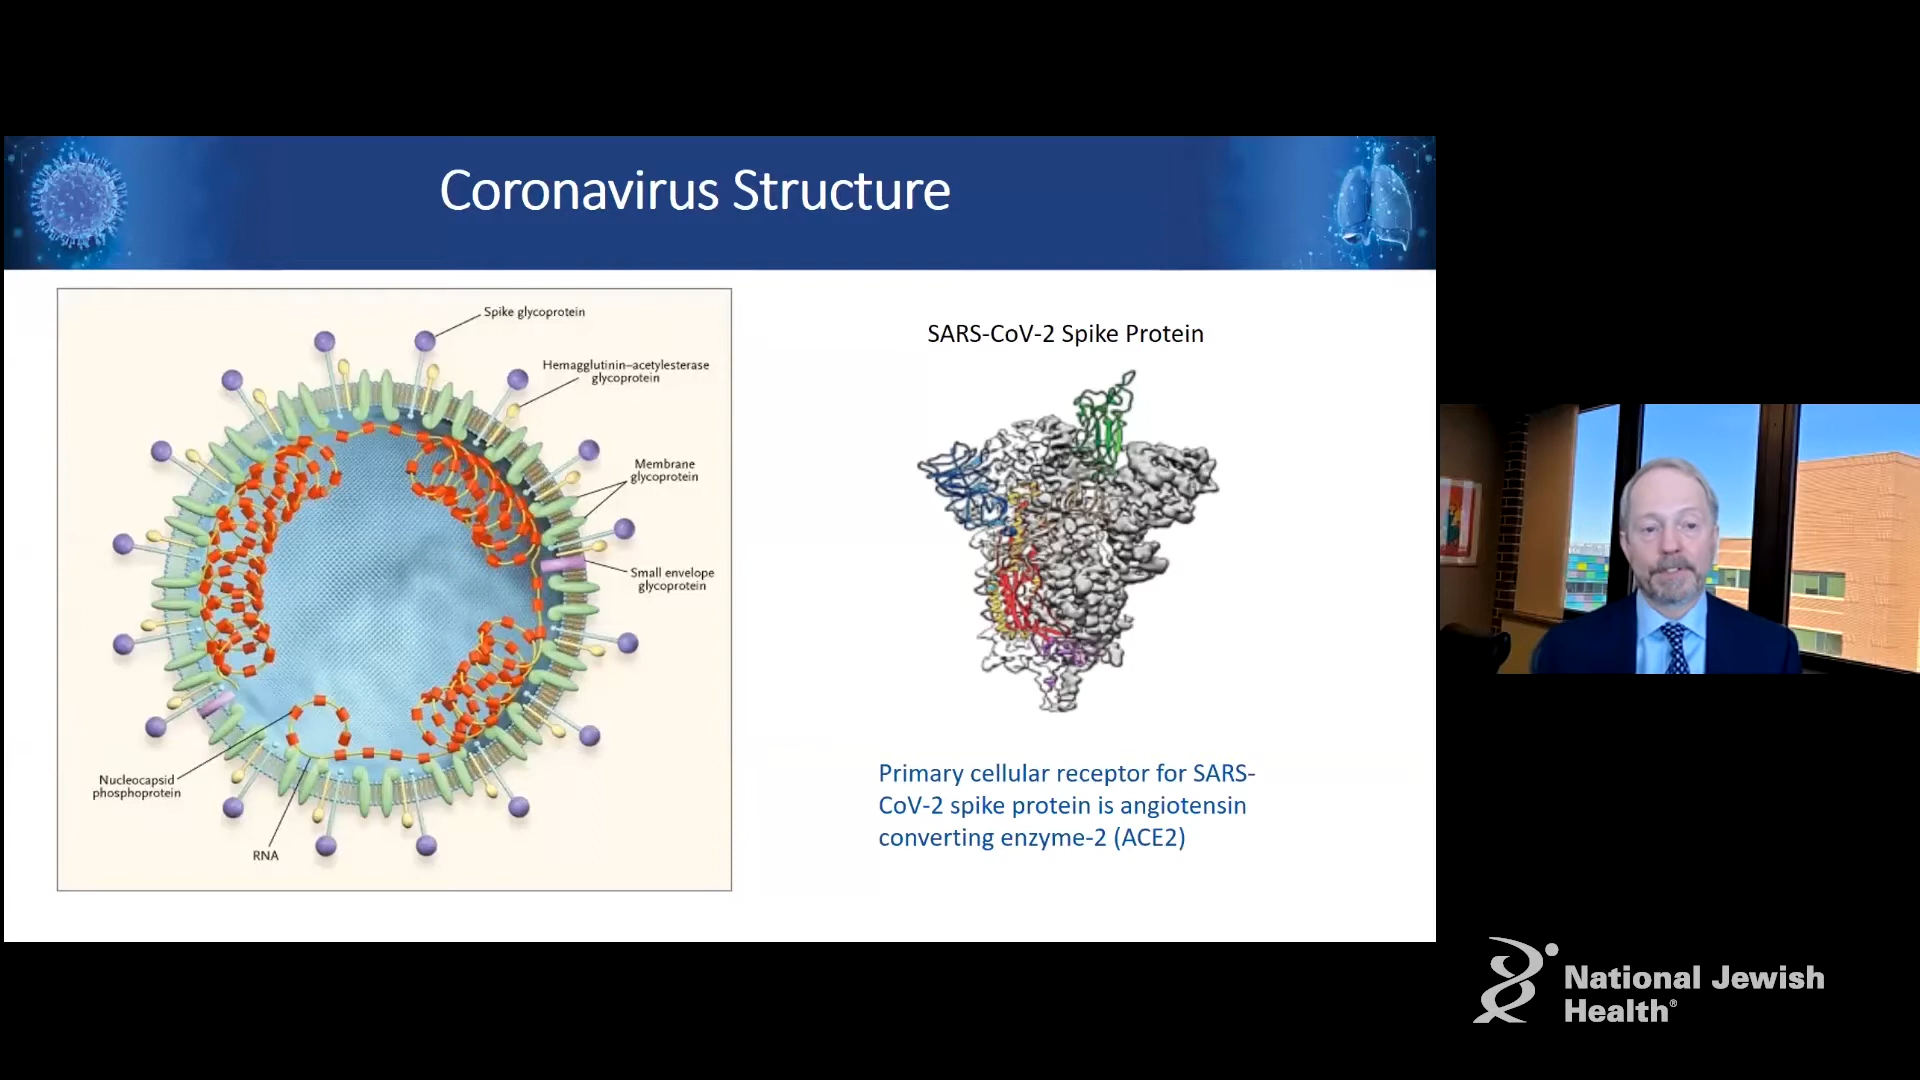 Coronavirus Structure
Spike glycoprotein
Hemagglutinin–acetylesterase
glycoprotein
Membrane
glycoprotein
Small envelope
glycoprotein
Nucleocapsid
phosphoprotein
RNA
SARS-CoV-2 Spike Protein
Primary cellular receptor for SARS-
CoV-2 spike protein is angiotensin
converting enzyme-2 (ACE2)
National Jewish
Health®